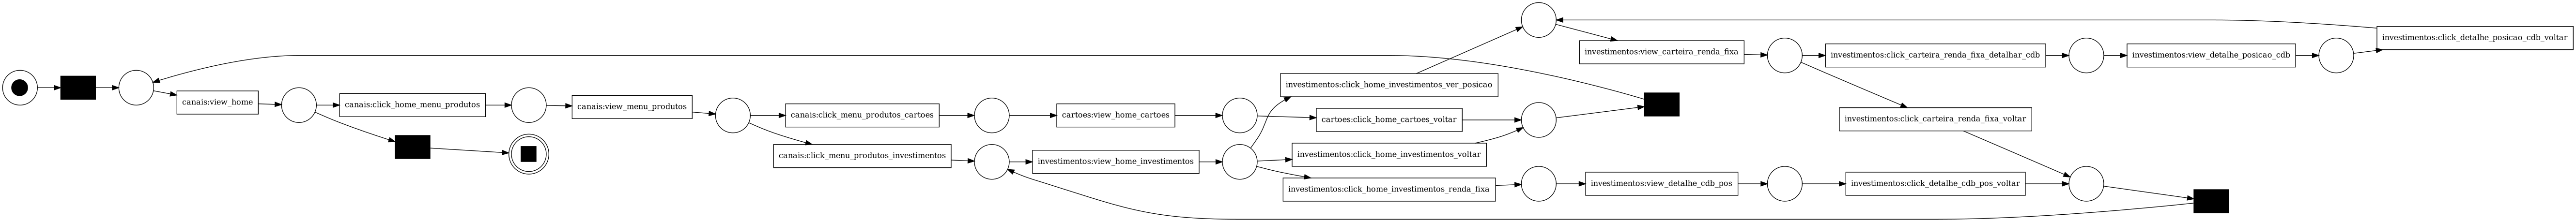 investimentos:click_detalhe_posicao_cdb_voltar
investimentos:view_carteira_renda_fixa
investimentos:click_carteira_renda_fixa_detalhar_cdb
investimentos:view_detalhe_posicao_cdb
investimentos:click_home_investimentos_ver_posicao
canais:view_home
canais:click_home_menu_produtos
canais:view_menu_produtos
canais:click_menu_produtos_cartoes
cartoes:view_home_cartoes
cartoes:click_home_cartoes_voltar
investimentos:click_carteira_renda_fixa_voltar
canais:click_menu_produtos_investimentos
investimentos:view_home_investimentos
investimentos:click_home_investimentos_voltar
investimentos:click_home_investimentos_renda_fixa
investimentos:view_detalhe_cdb_pos
investimentos:click_detalhe_cdb_pos_voltar